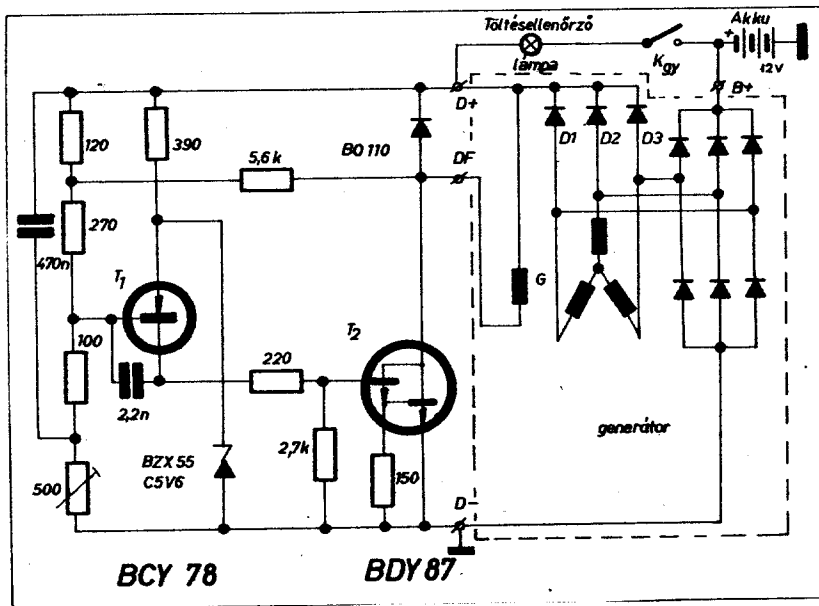 Töltésellenőrző
lámpa
Kgy
Akku
+
12V
B+
D+
120
390
5,6 k
BQ 110
DF
D1
D2
D3
270
470n
T1
G
100
220
T2
2,2n
2,7k
150
generátor
BZX 55
C5V6
500
D-
BCY 78
BDY 87